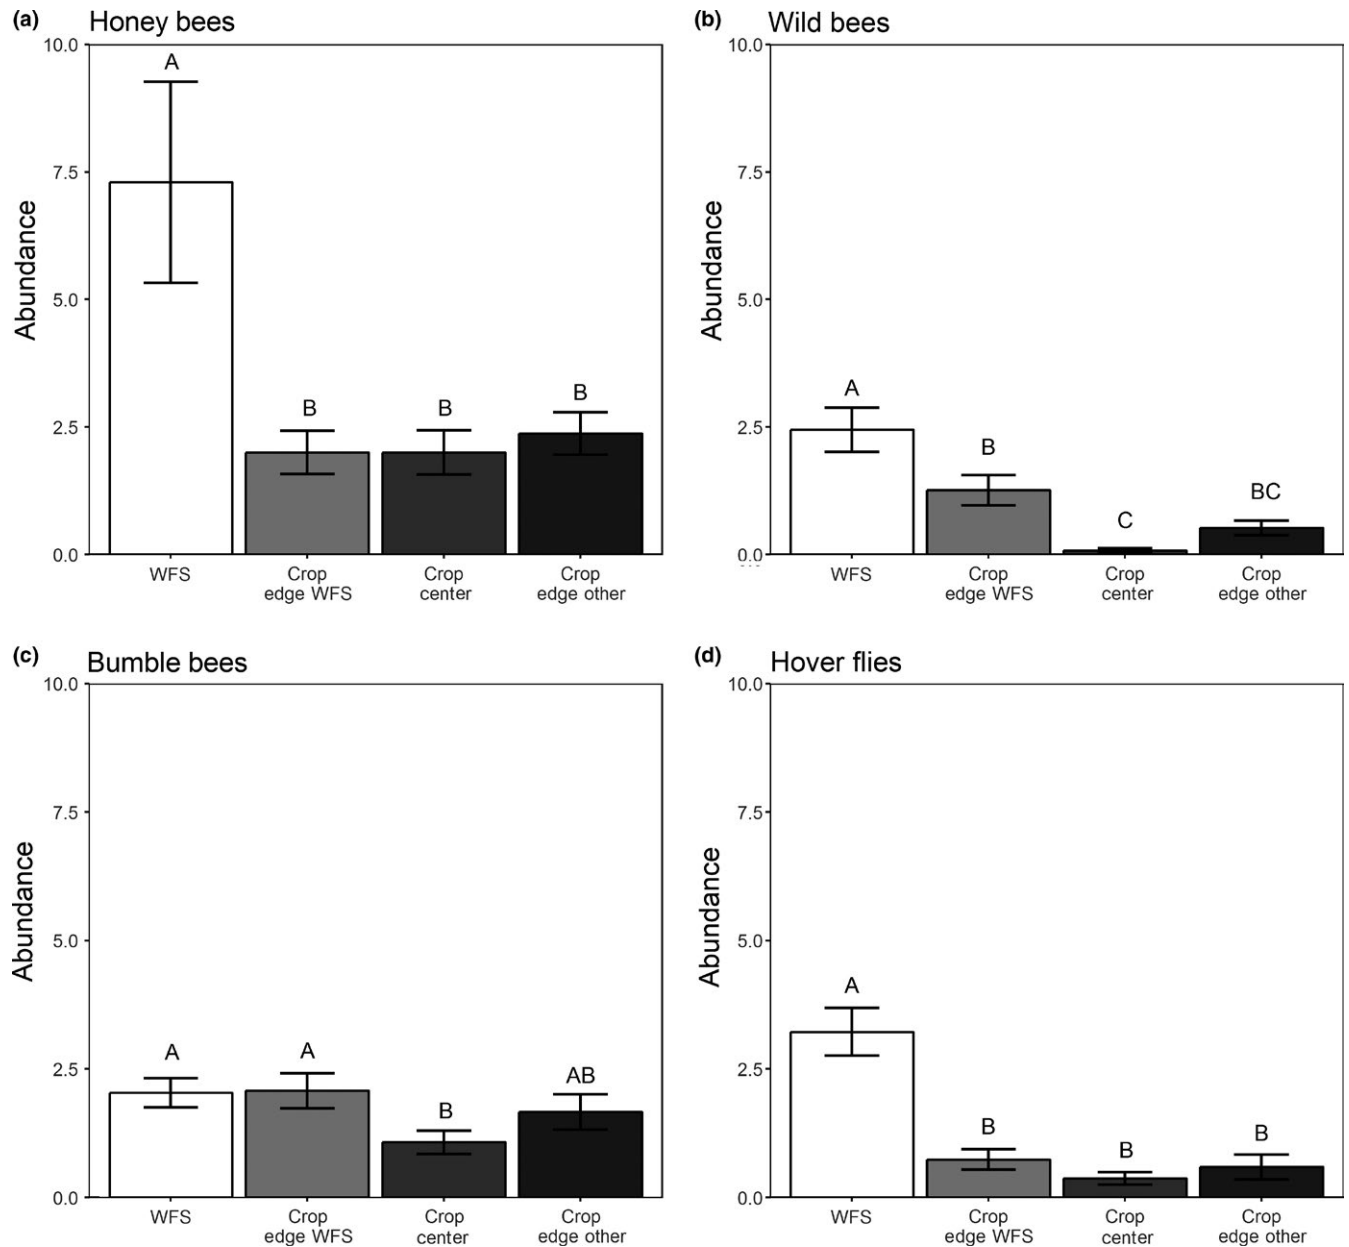 (a) Honey bees
10.0
7.5
5.0
2.5
0.0
Abundance
A
B
B
B
WFS
Crop
edge WFS
Crop
center
Crop
edge other
(b) Wild bees
10.0
7.5
5.0
2.5
0.0
Abundance
A
B
C
BC
WFS
Crop
edge WFS
Crop
center
Crop
edge other
(c) Bumble bees
10.0
7.5
5.0
2.5
0.0
Abundance
A
A
B
AB
WFS
Crop
edge WFS
Crop
center
Crop
edge other
(d) Hover flies
10.0
7.5
5.0
2.5
0.0
Abundance
A
B
B
B
WFS
Crop
edge WFS
Crop
center
Crop
edge other